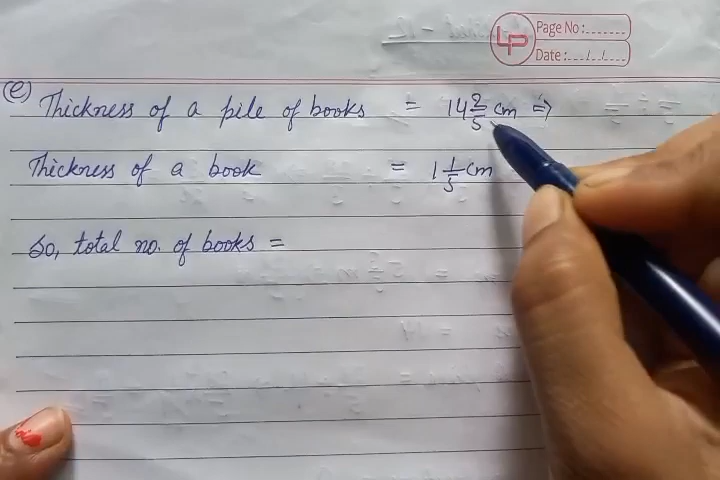 LP
Page No :
Date :
(e) Thickness of a pile of books = 14 2/5 cm ⇒
Thickness of a book = 1 1/5 cm
So, total no. of books =